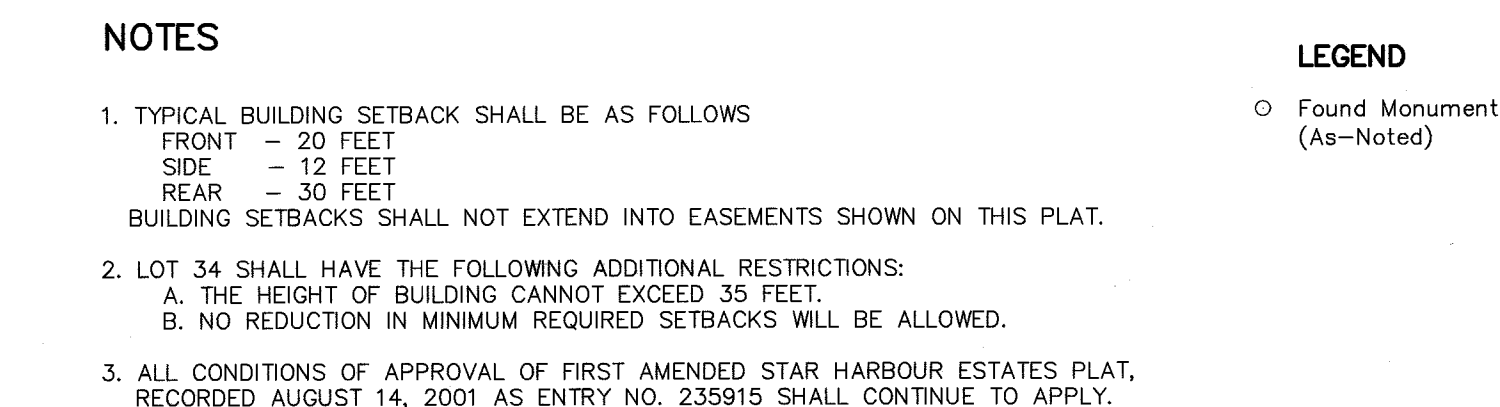 NOTES
1. TYPICAL BUILDING SETBACK SHALL BE AS FOLLOWS
FRONT – 20 FEET
SIDE – 12 FEET
REAR – 30 FEET
BUILDING SETBACKS SHALL NOT EXTEND INTO EASEMENTS SHOWN ON THIS PLAT.
2. LOT 34 SHALL HAVE THE FOLLOWING ADDITIONAL RESTRICTIONS:
A. THE HEIGHT OF BUILDING CANNOT EXCEED 35 FEET.
B. NO REDUCTION IN MINIMUM REQUIRED SETBACKS WILL BE ALLOWED.
3. ALL CONDITIONS OF APPROVAL OF FIRST AMENDED STAR HARBOUR ESTATES PLAT,
RECORDED AUGUST 14, 2001 AS ENTRY NO. 235915 SHALL CONTINUE TO APPLY.
LEGEND
⊙ Found Monument
(As–Noted)